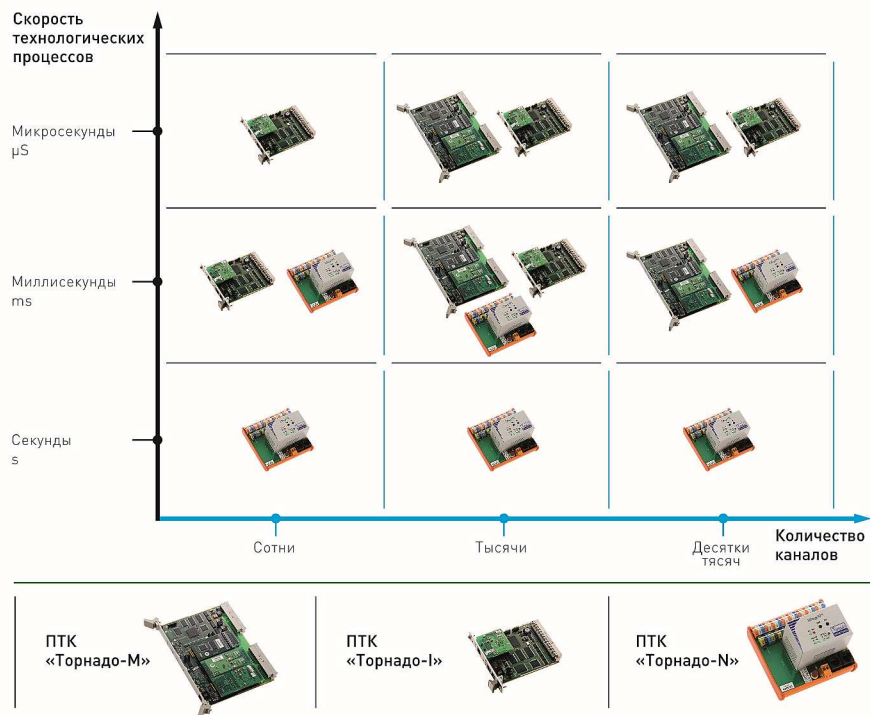 Скорость
технологических
процессов
Микросекунды
µS
Миллисекунды
ms
Секунды
s
Сотни
Тысячи
Десятки
тясяч
Количество
каналов
ПТК
«Торнадо-M»
ПТК
«Торнадо-I»
ПТК
«Торнадо-N»